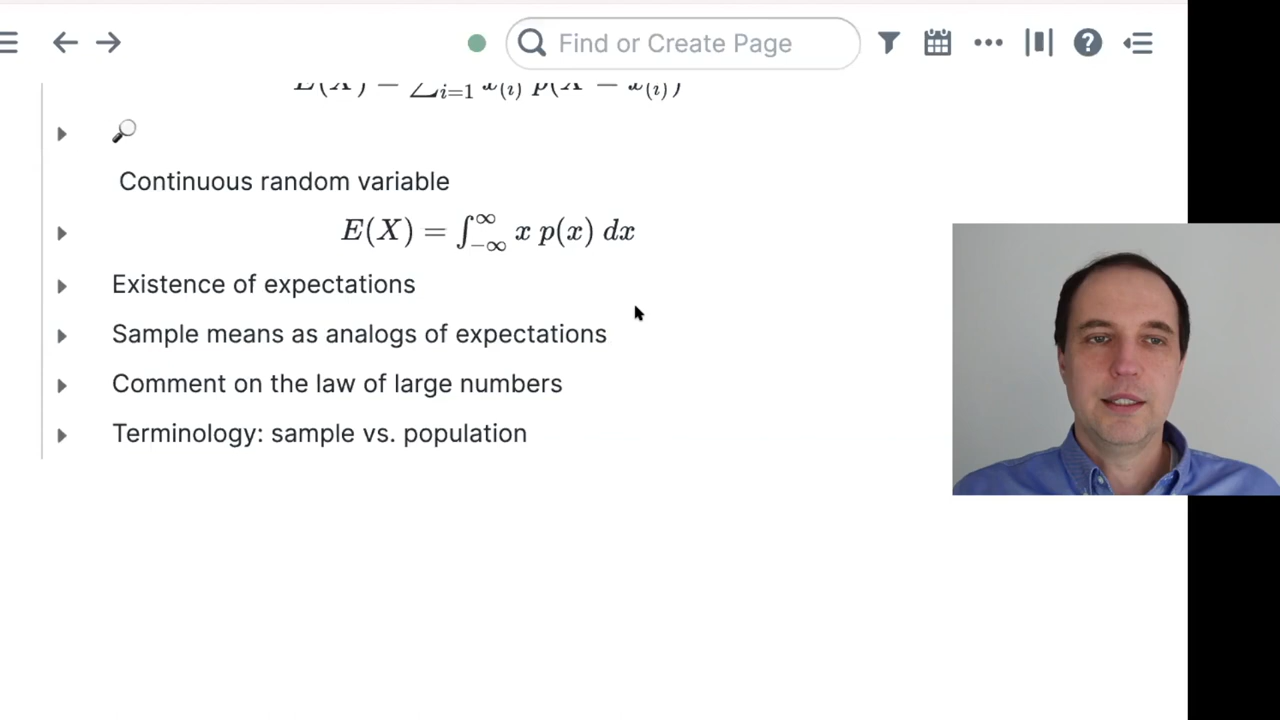 Find or Create Page
Continuous random variable
E(X) = ∫_{-∞}^{∞} x p(x) dx
Existence of expectations
Sample means as analogs of expectations
Comment on the law of large numbers
Terminology: sample vs. population